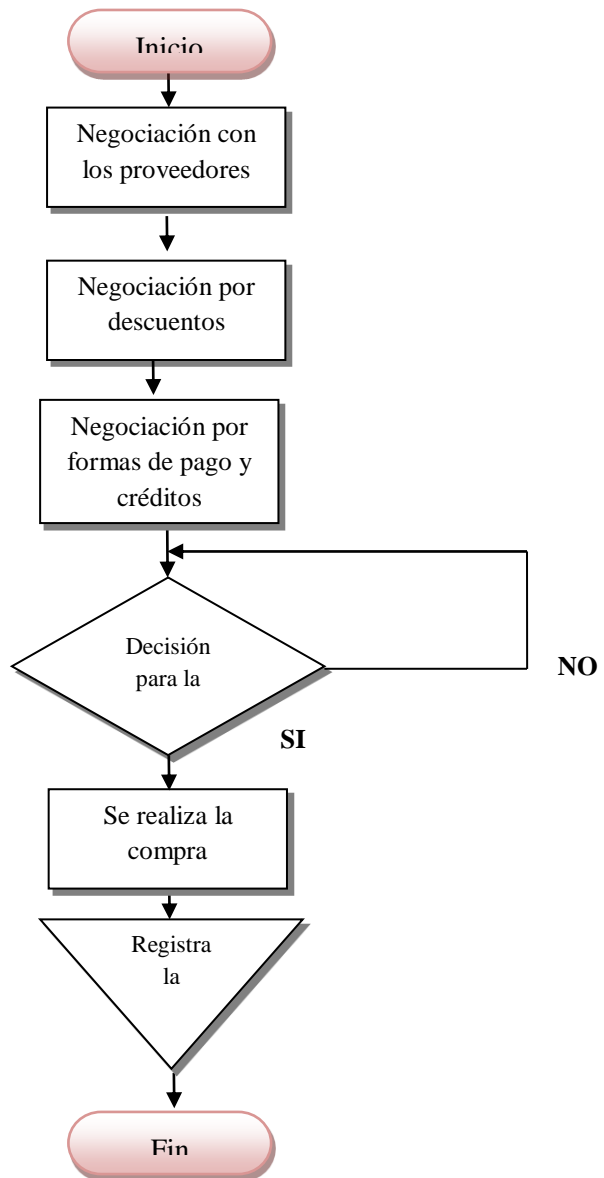 Inicio
Negociación con
los proveedores
Negociación por
descuentos
Negociación por
formas de pago y
créditos
Decisión
para la
NO
SI
Se realiza la
compra
Registra
la
Fin